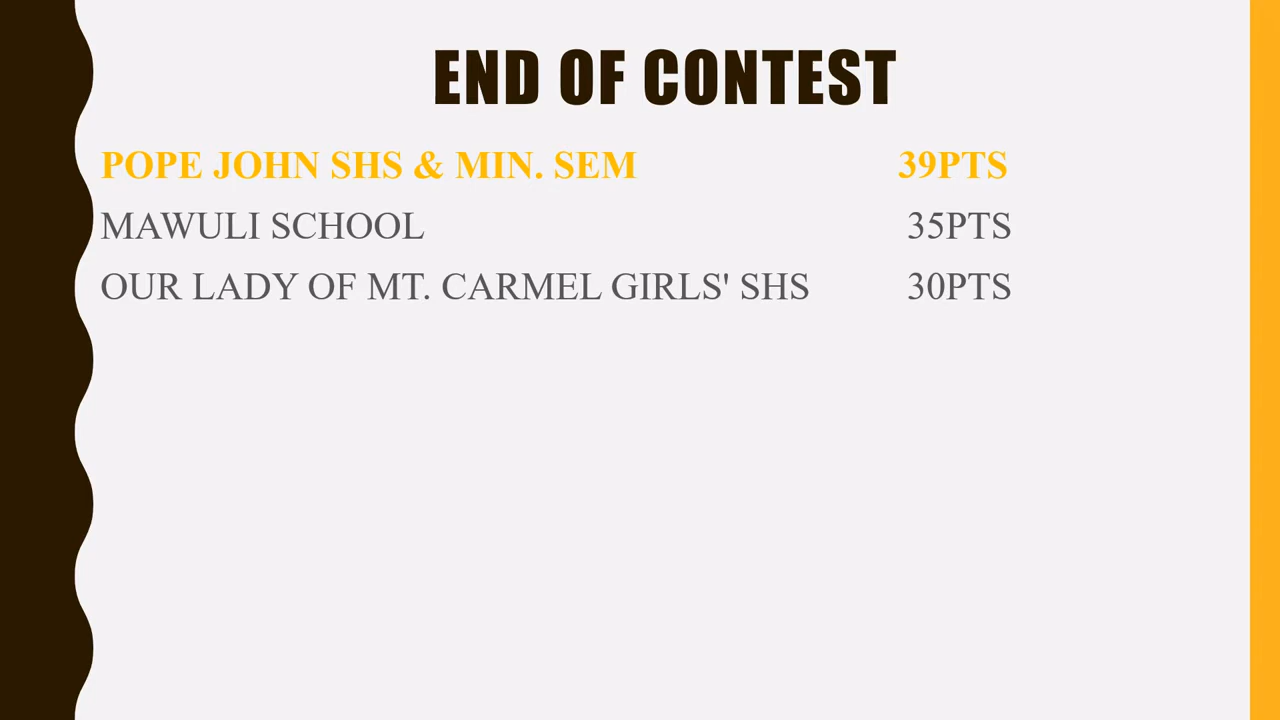 END OF CONTEST
POPE JOHN SHS & MIN. SEM 39PTS
MAWULI SCHOOL 35PTS
OUR LADY OF MT. CARMEL GIRLS' SHS 30PTS